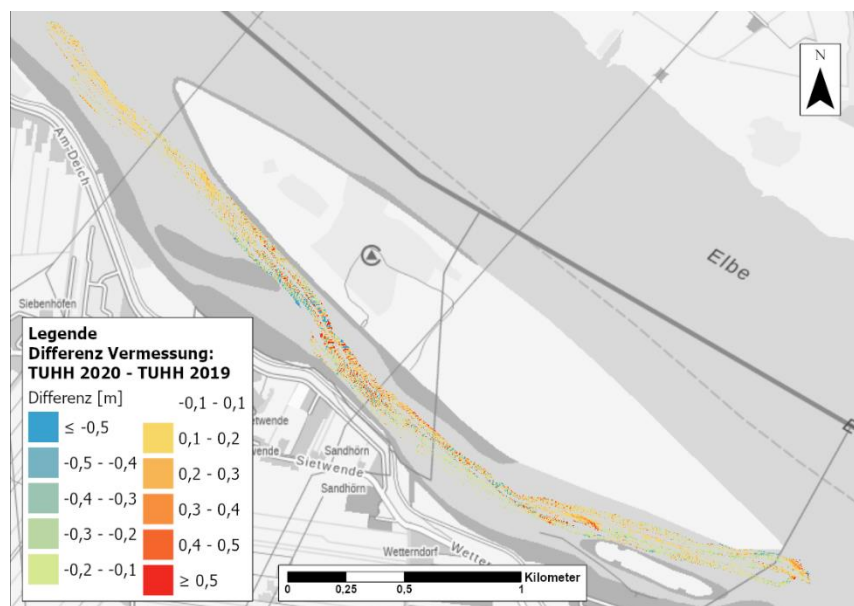 N
Am-Deich
Elbe
Siebenhöfen
Legende
Differenz Vermessung:
TUHH 2020 - TUHH 2019
Differenz [m]
≤ -0,5
-0,5 - -0,4
-0,4 - -0,3
-0,3 - -0,2
-0,2 - -0,1
-0,1 - 0,1
0,1 - 0,2
0,2 - 0,3
0,3 - 0,4
0,4 - 0,5
≥ 0,5
Sandhörn
Sietwende
Sandhörn
Wetterndorf
Kilometer
0
0,25
0,5
1